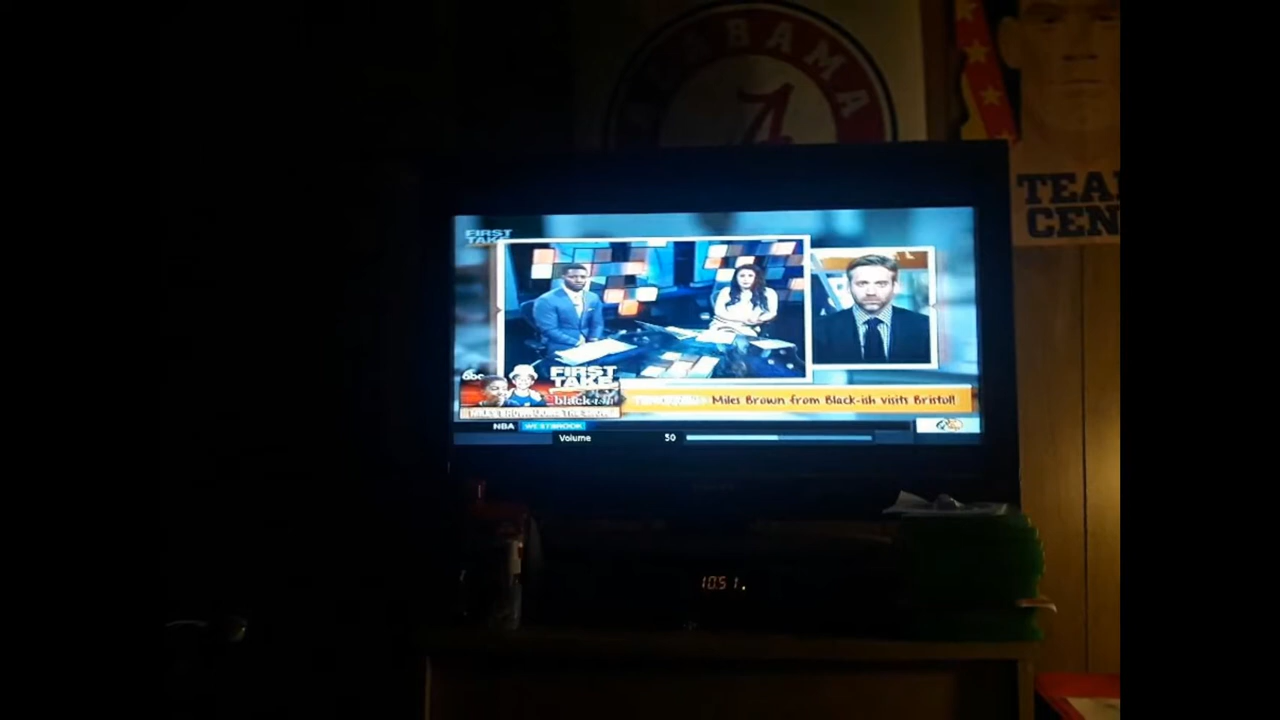 ALABAMA
A
TEA
CEN
FIRST
TAKE
abc
FIRST
TAKE
black-ish
Miles Brown from Black-ish visits Bristol!
NBA WESTBROOK
Volume 50
10:51